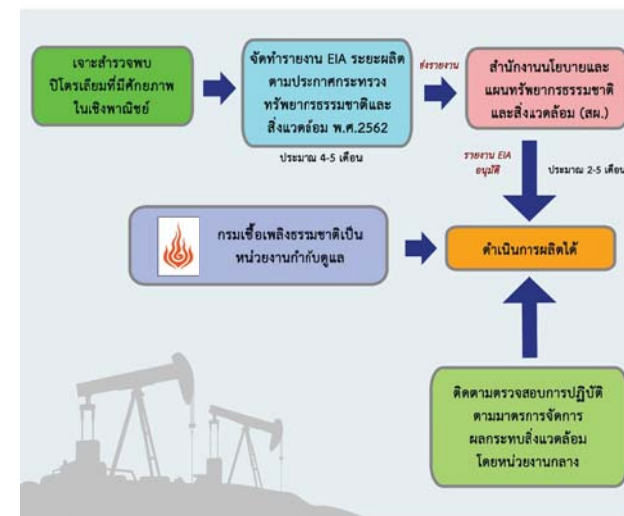 เจาะสำรวจพบ
ปิโตรเลียมที่มีศักยภาพ
ในเชิงพาณิชย์
จัดทำรายงาน EIA ระยะผลิต
ตามประกาศกระทรวง
ทรัพยากรธรรมชาติและ
สิ่งแวดล้อม พ.ศ.2562
ประมาณ 4-5 เดือน
ส่งรายงาน
สำนักงานนโยบายและ
แผนทรัพยากรธรรมชาติ
และสิ่งแวดล้อม (สผ.)
รายงาน EIA
อนุมัติ
ประมาณ 2-5 เดือน
กรมเชื้อเพลิงธรรมชาติเป็น
หน่วยงานกำกับดูแล
ดำเนินการผลิตได้
ติดตามตรวจสอบการปฏิบัติ
ตามมาตรการจัดการ
ผลกระทบสิ่งแวดล้อม
โดยหน่วยงานกลาง